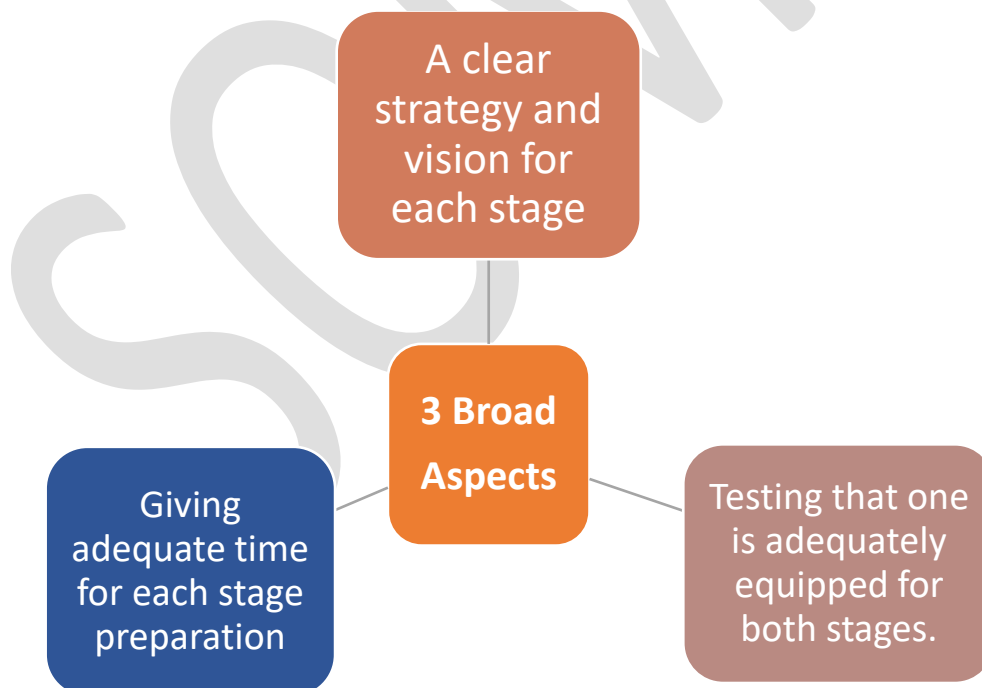 A clear
strategy and
vision for
each stage
3 Broad
Aspects
Giving
adequate time
for each stage
preparation
Testing that one
is adequately
equipped for
both stages.